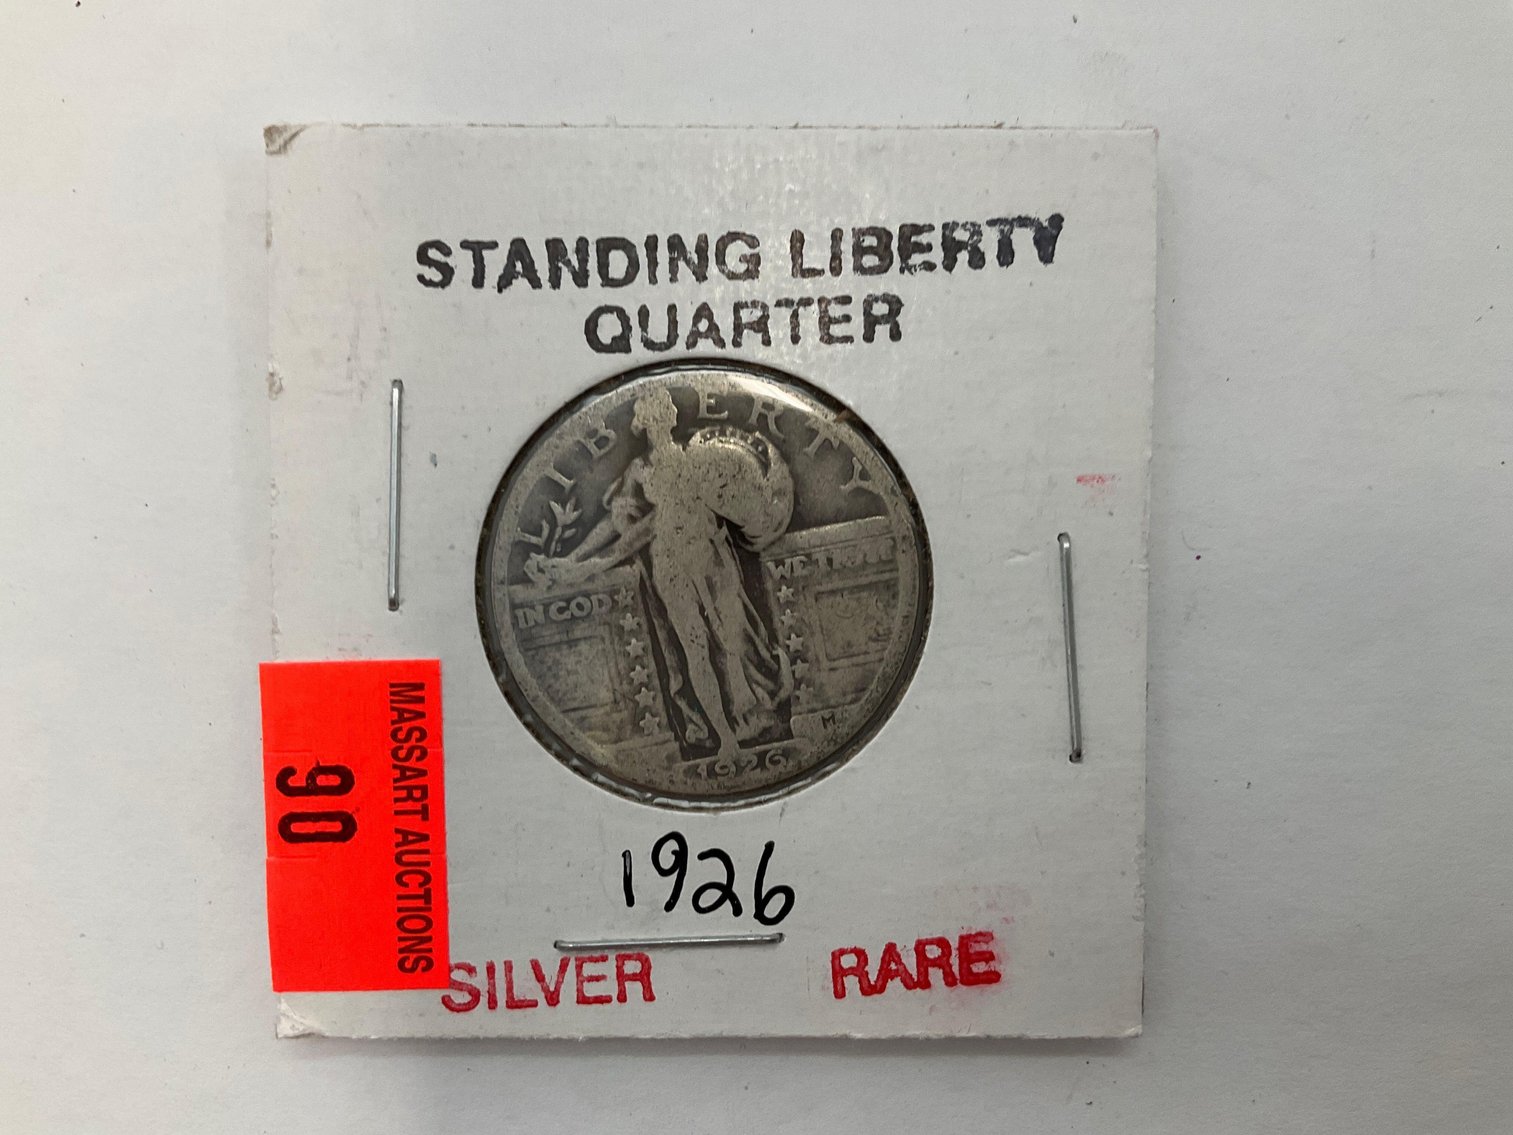 STANDING LIBERTY
QUARTER
LIBERTY
IN GOD
WE TRUST
M
1926
1926
SILVER
RARE
MASSART AUCTIONS
90